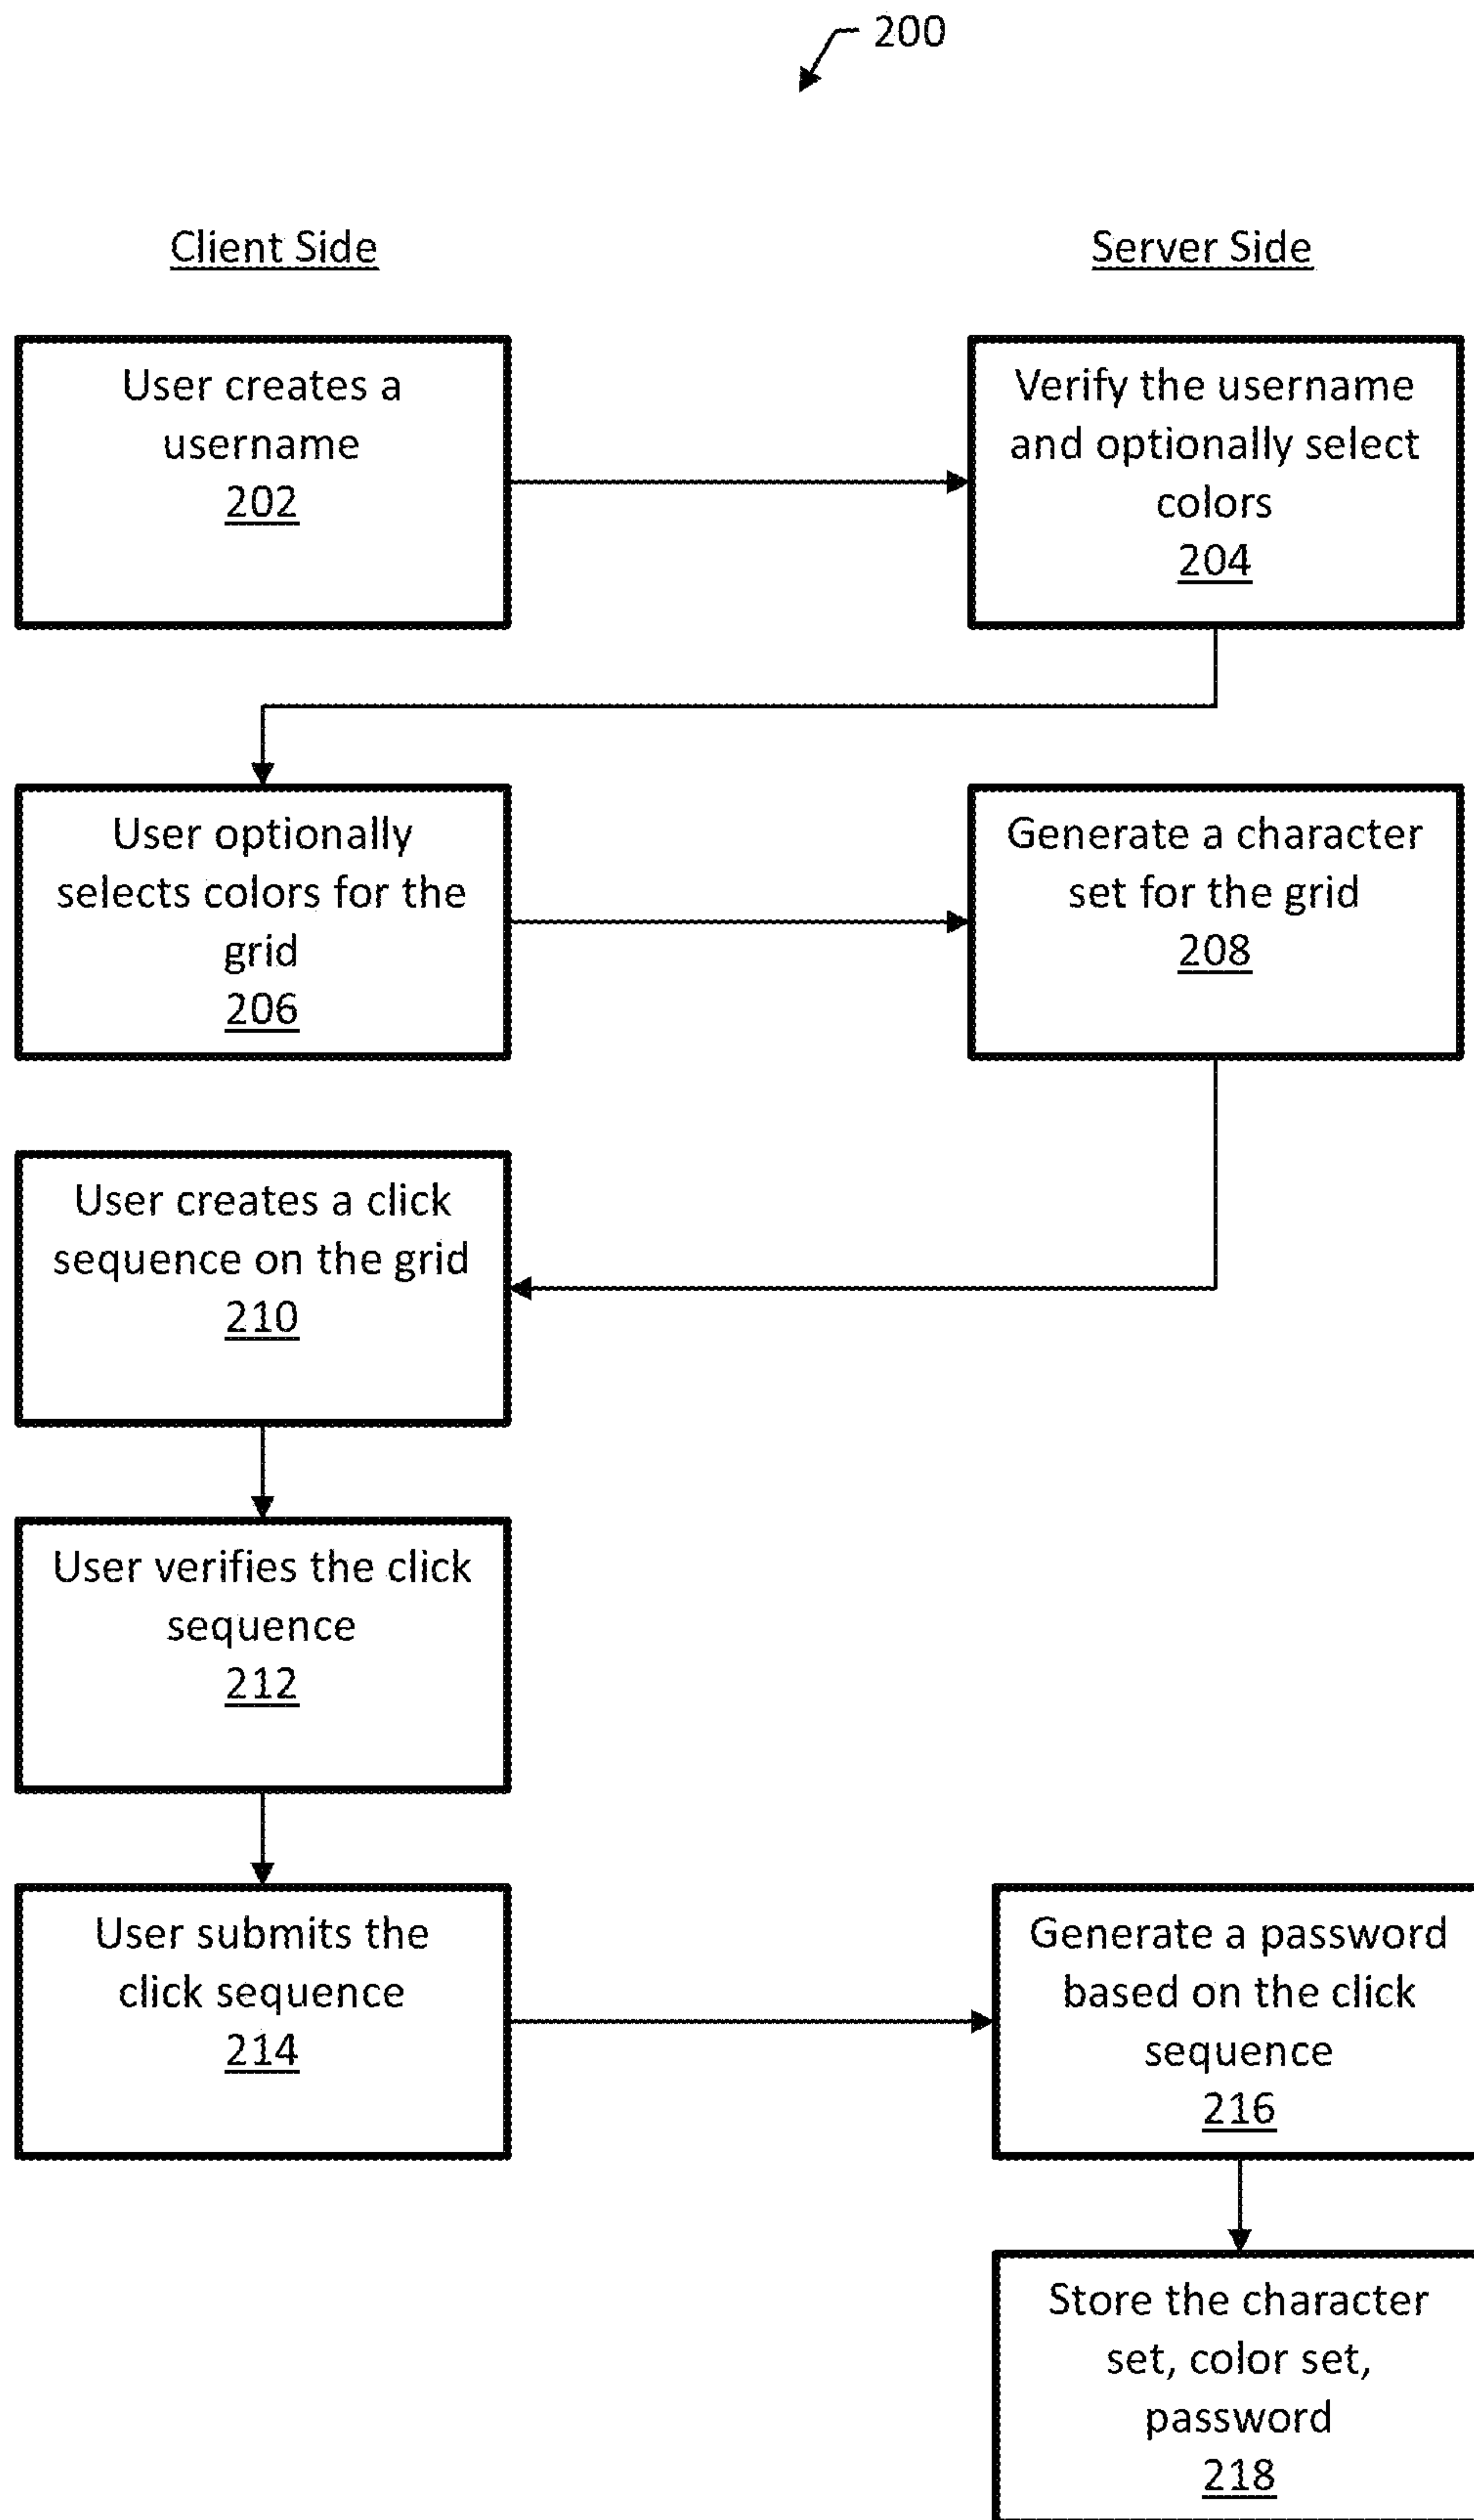 200
Client Side
Server Side
User creates a
username
202
Verify the username
and optionally select
colors
204
User optionally
selects colors for the
grid
206
Generate a character
set for the grid
208
User creates a click
sequence on the grid
210
User verifies the click
sequence
212
User submits the
click sequence
214
Generate a password
based on the click
sequence
216
Store the character
set, color set,
password
218